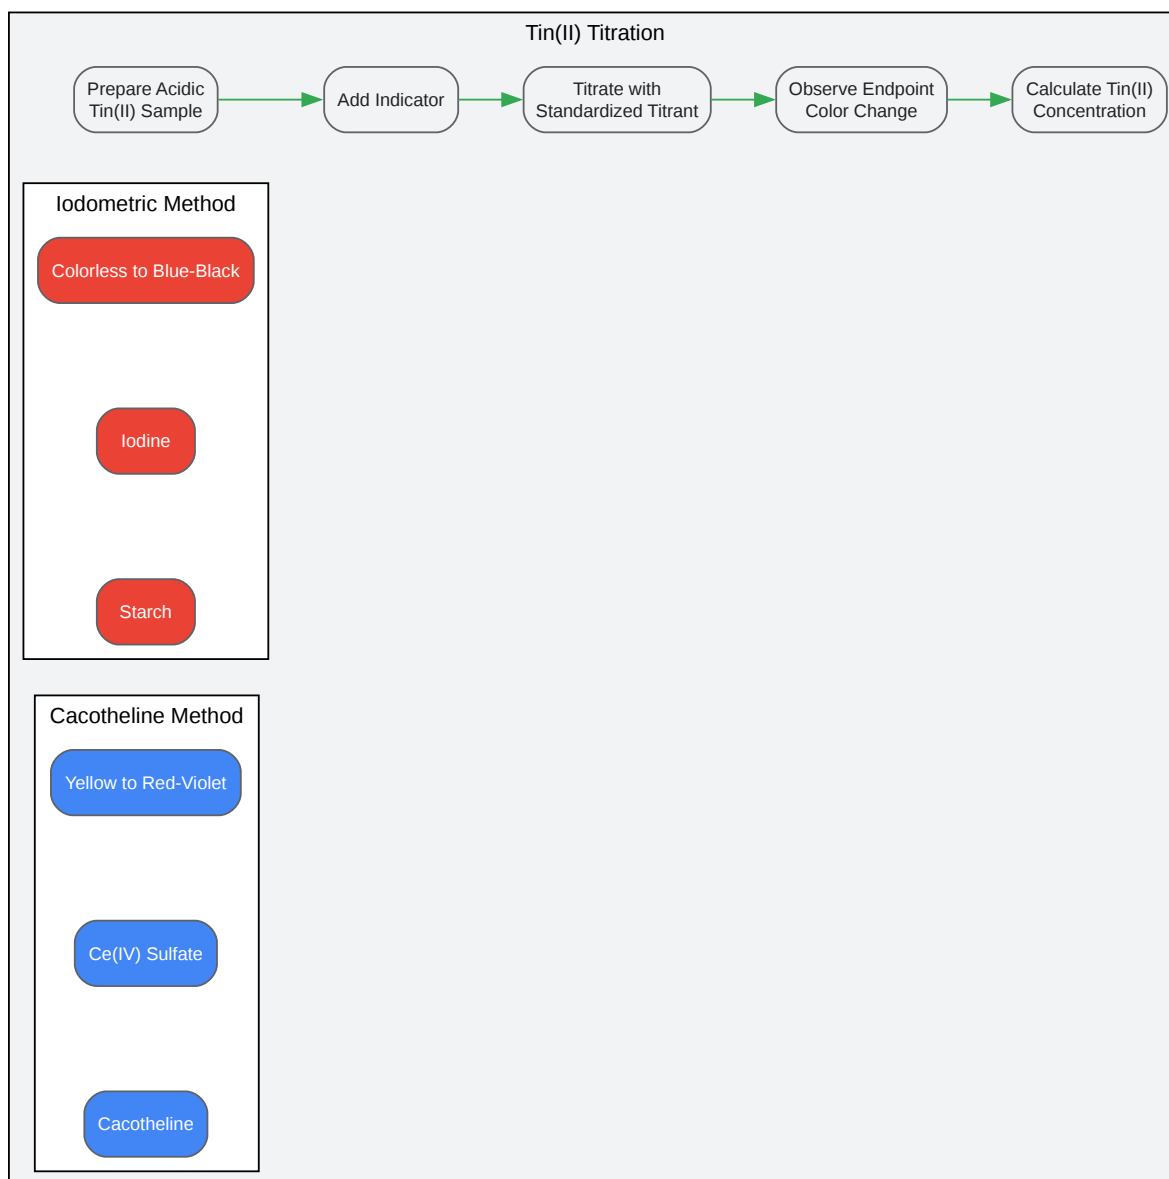 Tin(II) Titration
Prepare Acidic
Tin(II) Sample
Add Indicator
Titrate with
Standardized Titrant
Observe Endpoint
Color Change
Calculate Tin(II)
Concentration
Iodometric Method
Colorless to Blue-Black
Iodine
Starch
Cacotheline Method
Yellow to Red-Violet
Ce(IV) Sulfate
Cacotheline